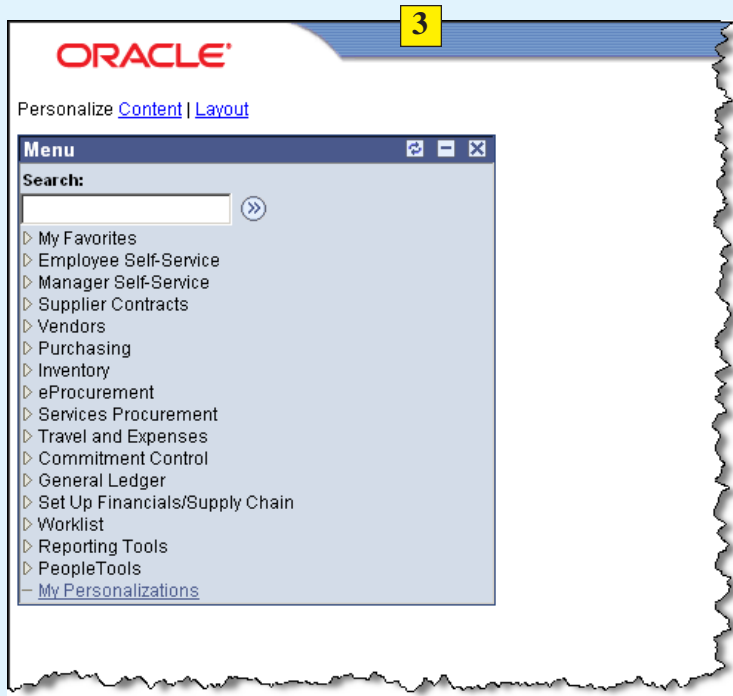 3
ORACLE'
Personalize Content | Layout
Menu
Search:
My Favorites
Employee Self-Service
Manager Self-Service
Supplier Contracts
Vendors
Purchasing
Inventory
eProcurement
Services Procurement
Travel and Expenses
Commitment Control
General Ledger
Set Up Financials/Supply Chain
Worklist
Reporting Tools
PeopleTools
My Personalizations